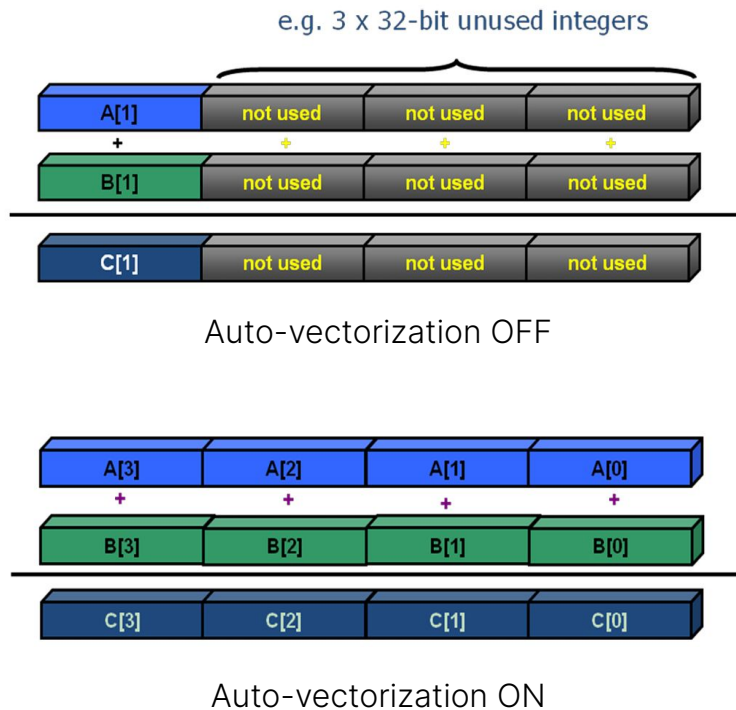 e.g. 3 x 32-bit unused integers
A[1] not used not used not used
+ + + +
B[1] not used not used not used
C[1] not used not used not used
Auto-vectorization OFF
A[3] A[2] A[1] A[0]
+ + + +
B[3] B[2] B[1] B[0]
C[3] C[2] C[1] C[0]
Auto-vectorization ON